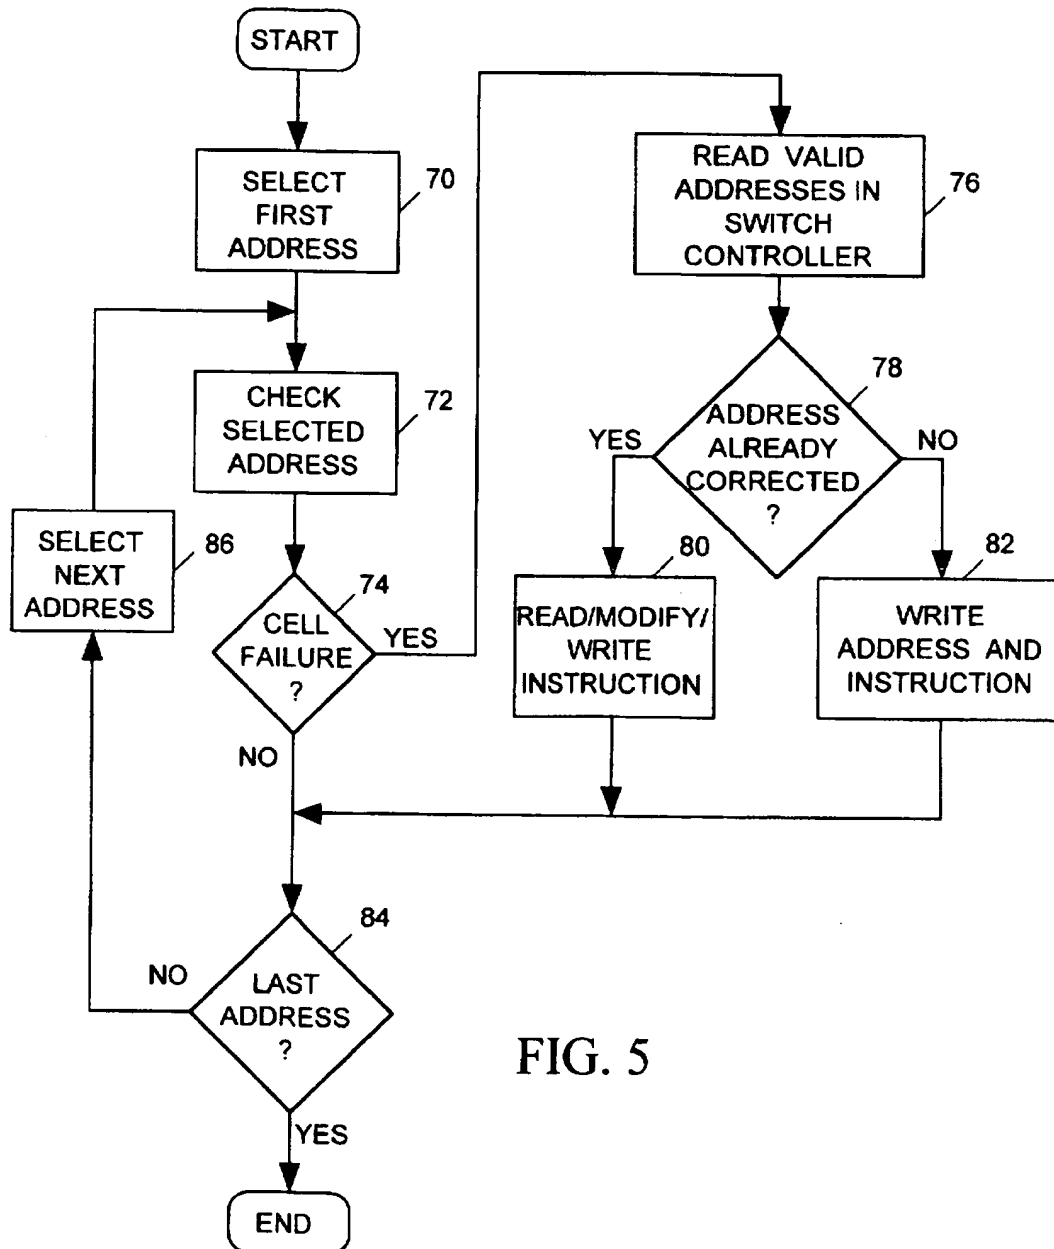 START
SELECT
FIRST
ADDRESS
70
CHECK
SELECTED
ADDRESS
72
CELL
FAILURE
?
74
YES
NO
READ VALID
ADDRESSES IN
SWITCH
CONTROLLER
76
ADDRESS
ALREADY
CORRECTED
?
78
YES
NO
READ/MODIFY/
WRITE
INSTRUCTION
80
WRITE
ADDRESS AND
INSTRUCTION
82
SELECT
NEXT
ADDRESS
86
LAST
ADDRESS
?
84
NO
YES
END
FIG. 5